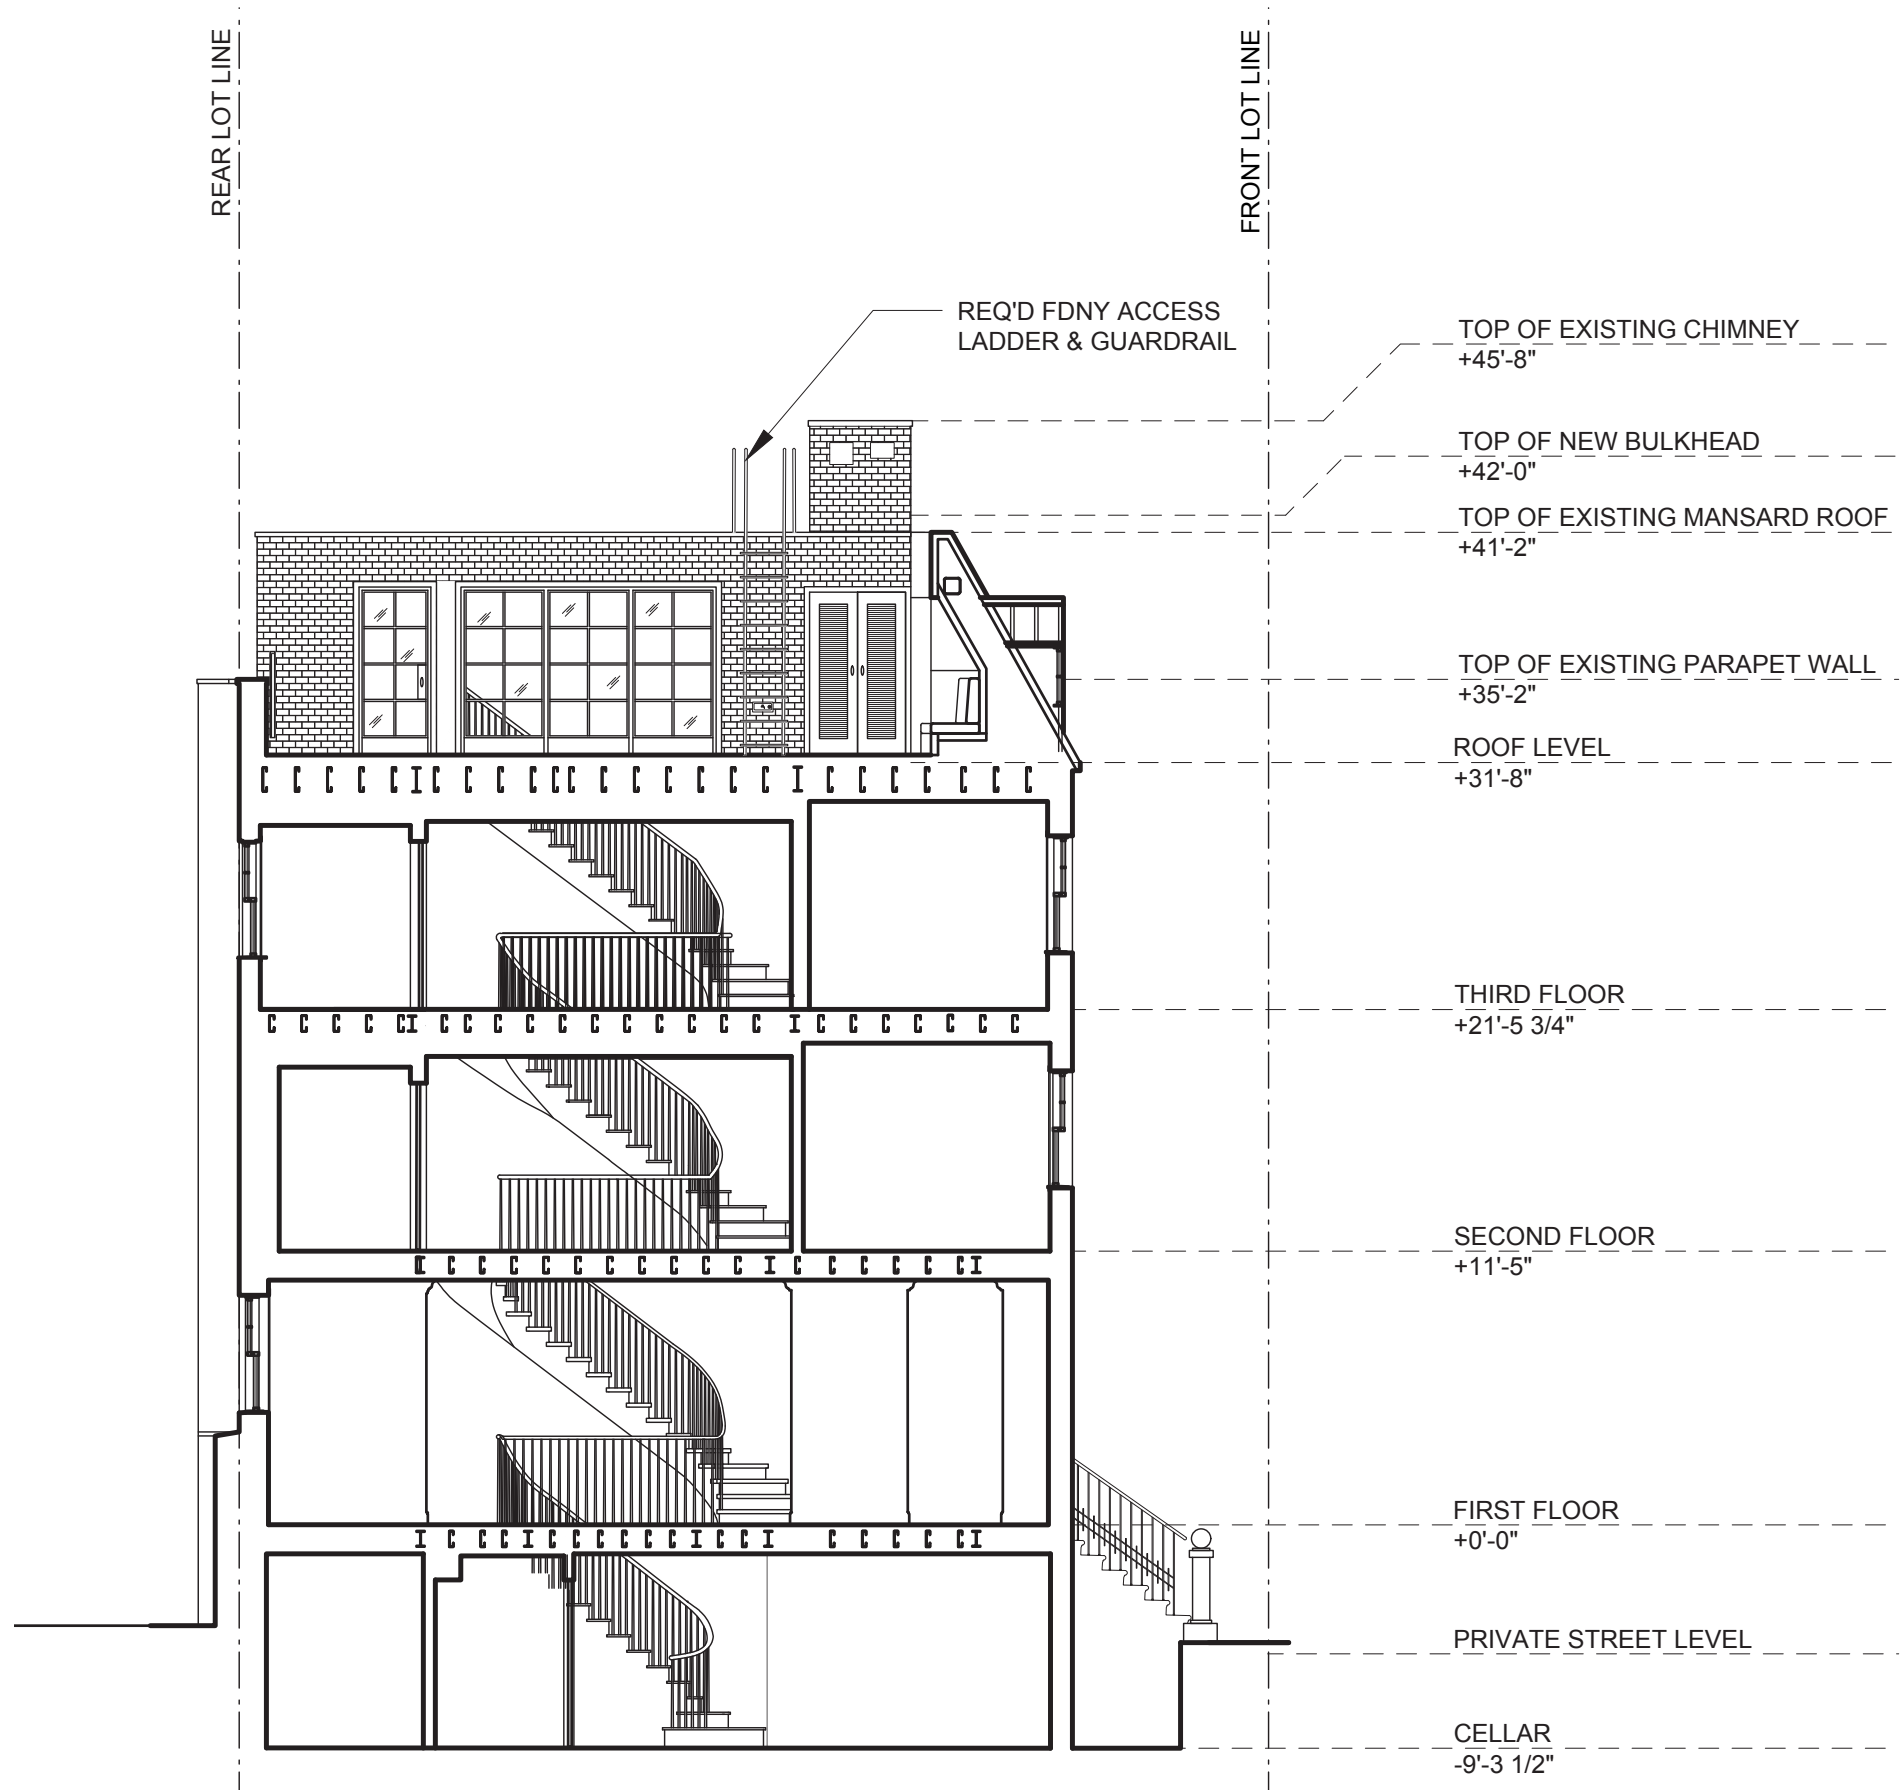 REAR LOT LINE
FRONT LOT LINE
REQ'D FDNY ACCESS
LADDER & GUARDRAIL
TOP OF EXISTING CHIMNEY
+45'-8"
TOP OF NEW BULKHEAD
+42'-0"
TOP OF EXISTING MANSARD ROOF
+41'-2"
TOP OF EXISTING PARAPET WALL
+35'-2"
ROOF LEVEL
+31'-8"
THIRD FLOOR
+21'-5 3/4"
SECOND FLOOR
+11'-5"
FIRST FLOOR
+0'-0"
PRIVATE STREET LEVEL
CELLAR
-9'-3 1/2"